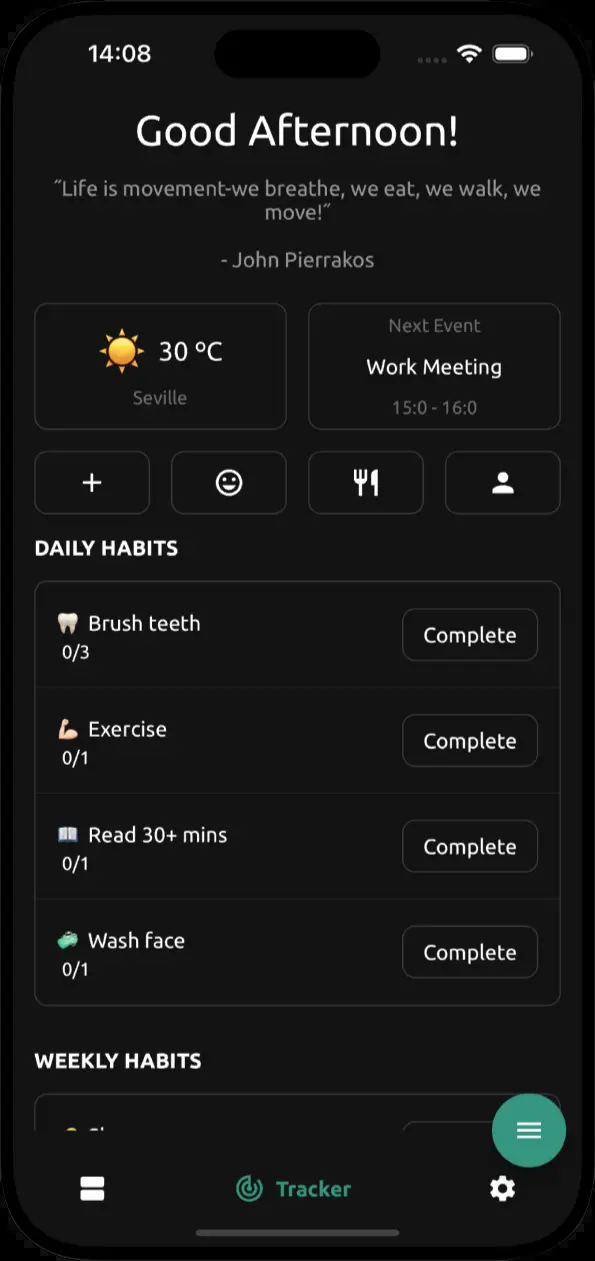 14:08
Good Afternoon!
˝Life is movement-we breathe, we eat, we walk, we
move!˝
- John Pierrakos
30 ºC
Seville
Next Event
Work Meeting
15:0 - 16:0
DAILY HABITS
Brush teeth
0/3
Complete
Exercise
0/1
Complete
Read 30+ mins
0/1
Complete
Wash face
0/1
Complete
WEEKLY HABITS
Tracker